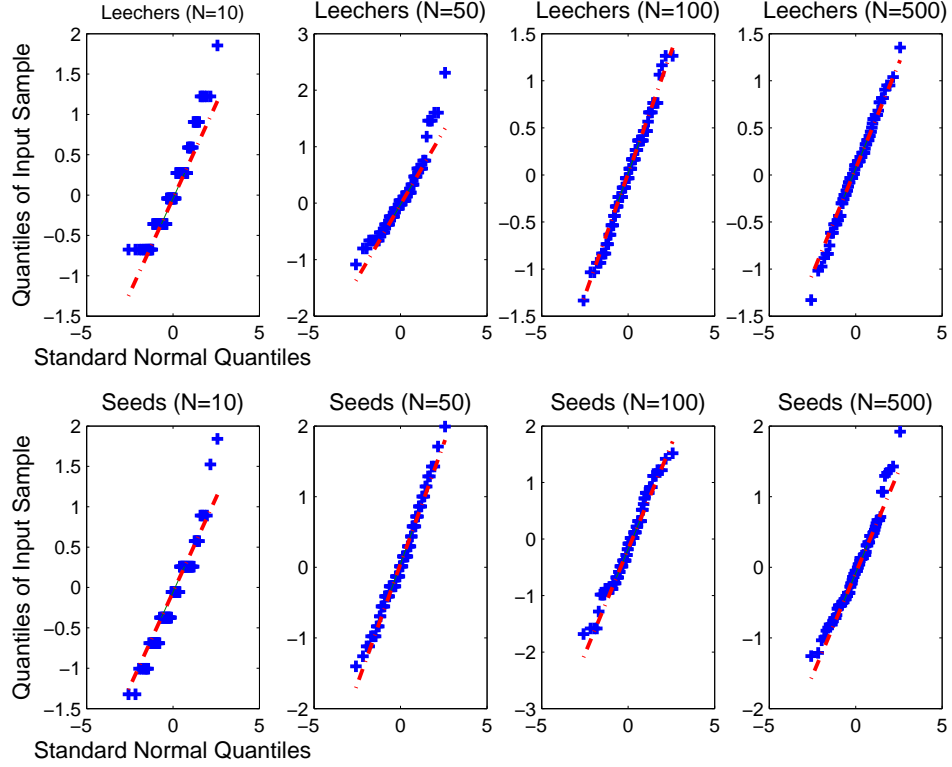 Leechers (N=10)
Leechers (N=50)
Leechers (N=100)
Leechers (N=500)
Quantiles of Input Sample
2
1.5
1
0.5
0
−0.5
−1
−1.5
−5 0 5
3
2
1
0
−1
−2
−5 0 5
1.5
1
0.5
0
−0.5
−1
−1.5
−5 0 5
1.5
1
0.5
0
−0.5
−1
−1.5
−5 0 5
Standard Normal Quantiles
Seeds (N=10)
Seeds (N=50)
Seeds (N=100)
Seeds (N=500)
Quantiles of Input Sample
2
1.5
1
0.5
0
−0.5
−1
−1.5
−5 0 5
2
1
0
−1
−2
−5 0 5
2
1
0
−1
−2
−3
−5 0 5
2
1
0
−1
−2
−5 0 5
Standard Normal Quantiles